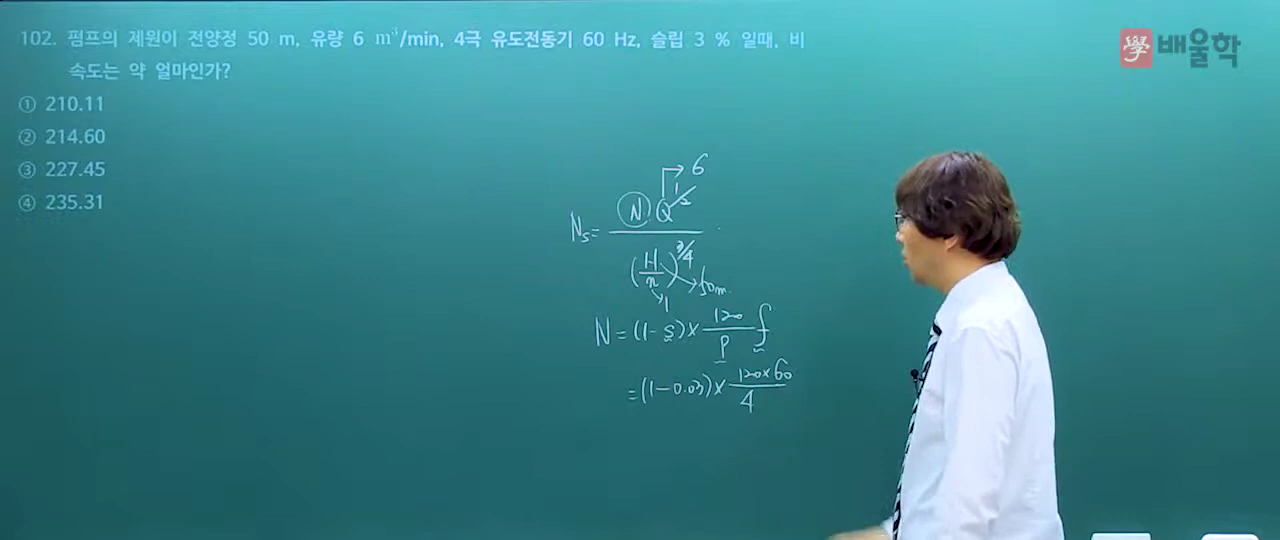 102. 펌프의 제원이 전양정 50 m, 유량 6 m³/min, 4극 유도전동기 60 Hz, 슬립 3 % 일때, 비
속도는 약 얼마인가?
① 210.11
② 214.60
③ 227.45
④ 235.31
學 배울학
→ 6
Ns = N Q^1/2
(H/n)^3/4
→ 50m.
→ 1
N = (1-s) × 120/P f
= (1-0.03) × 120×60/4